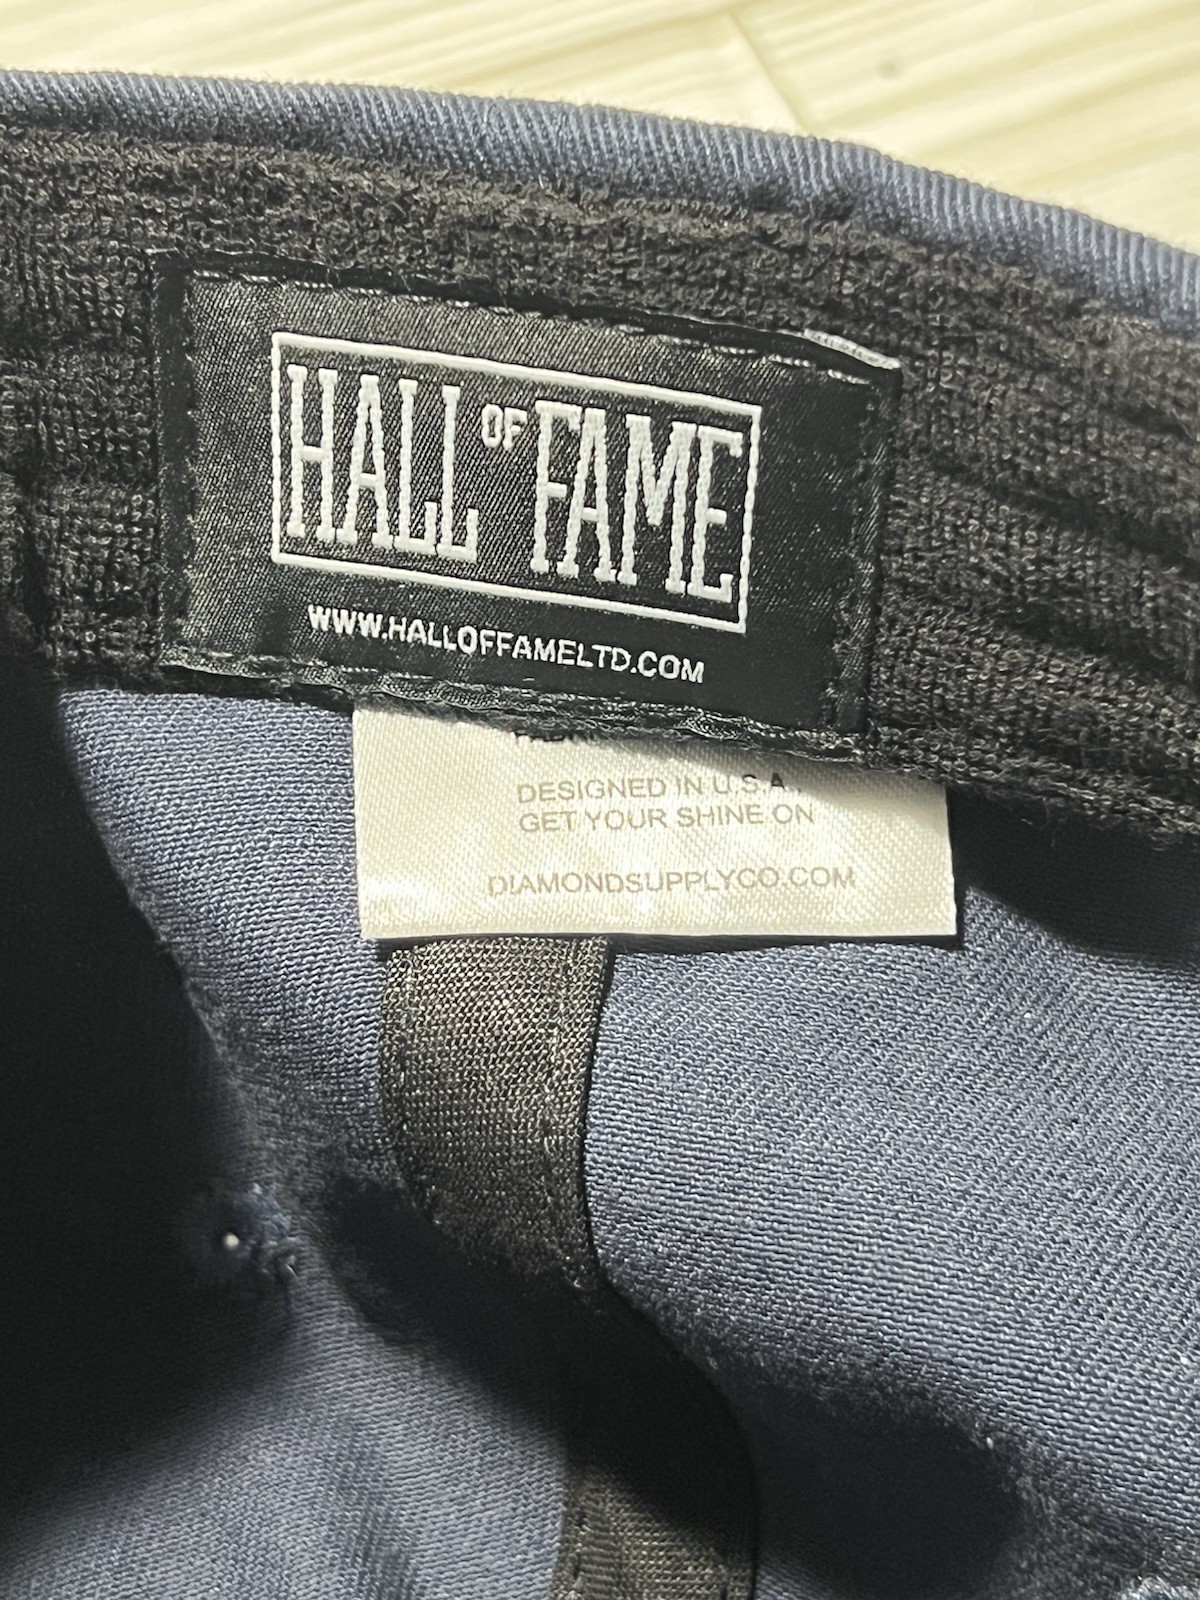 HALL OF FAME
WWW.HALLOFFAMELTD.COM
DESIGNED IN U.S.A.
GET YOUR SHINE ON
DIAMONDSUPPLYCO.COM